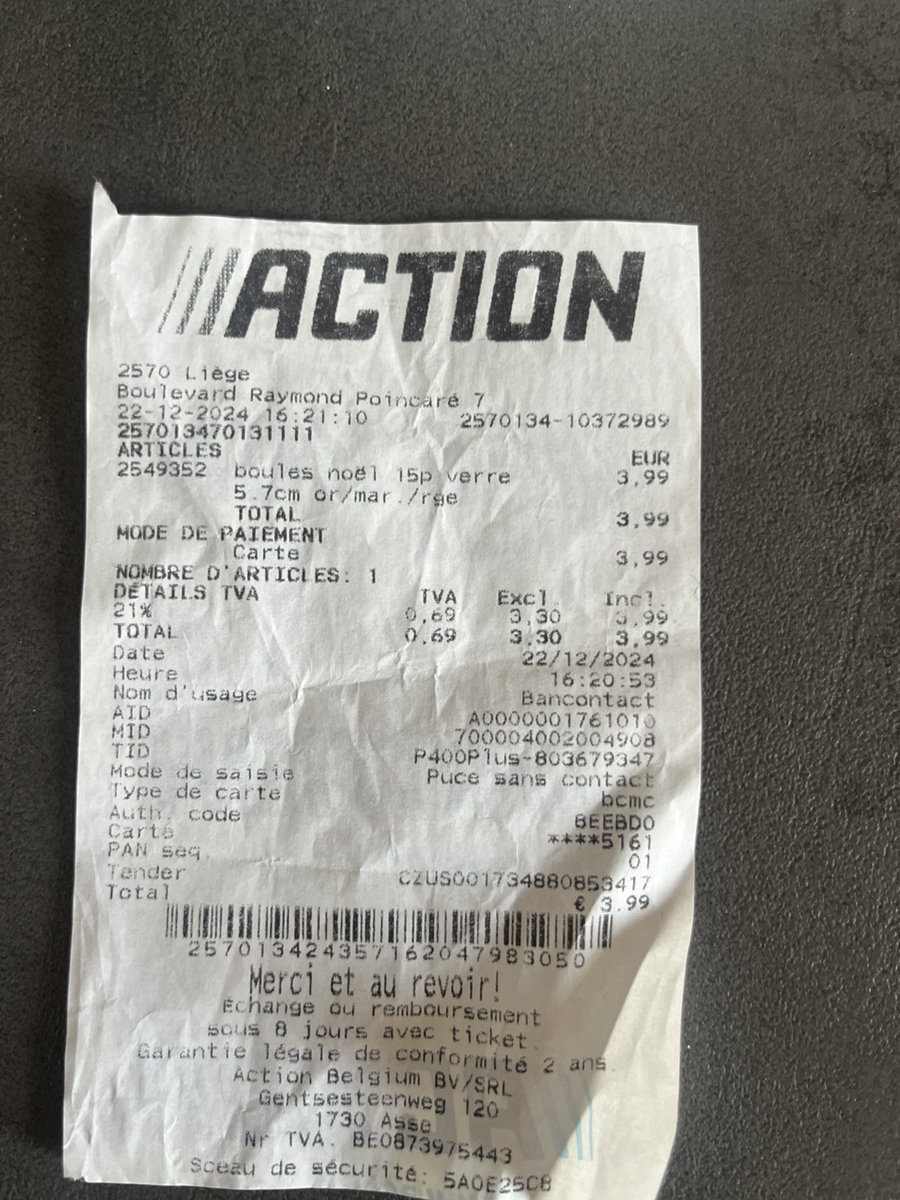 ACTION
2570 Liège
Boulevard Raymond Poincaré 7
22-12-2024 16:21:10 2570134-10372989
257013470131111
ARTICLES EUR
2549352 boules noël 15p verre 3,99
5.7cm or/mar./rge
TOTAL 3,99
MODE DE PAIEMENT
Carte 3,99
NOMBRE D'ARTICLES: 1
DÉTAILS TVA TVA Excl. Incl.
21% 0,69 3,30 3,99
TOTAL 0,69 3,30 3,99
Date 22/12/2024
Heure 16:20:53
Nom d'usage Bancontact
AID A0000001761010
MID 700004002004908
TID P400Plus-803679347
Mode de saisie Puce sans contact
Type de carte bcmc
Auth. code 8EEBD0
Carte ****5161
PAN seq. 01
Tender CZUS001734880853417
Total € 3.99
257013424357162047983050
Merci et au revoir!
Échange ou remboursement
sous 8 jours avec ticket.
Garantie légale de conformité 2 ans.
Action Belgium BV/SRL
Gentsesteenweg 120
1730 Asse
Nr TVA. BE0873975443
Sceau de sécurité: 5A0E25C8